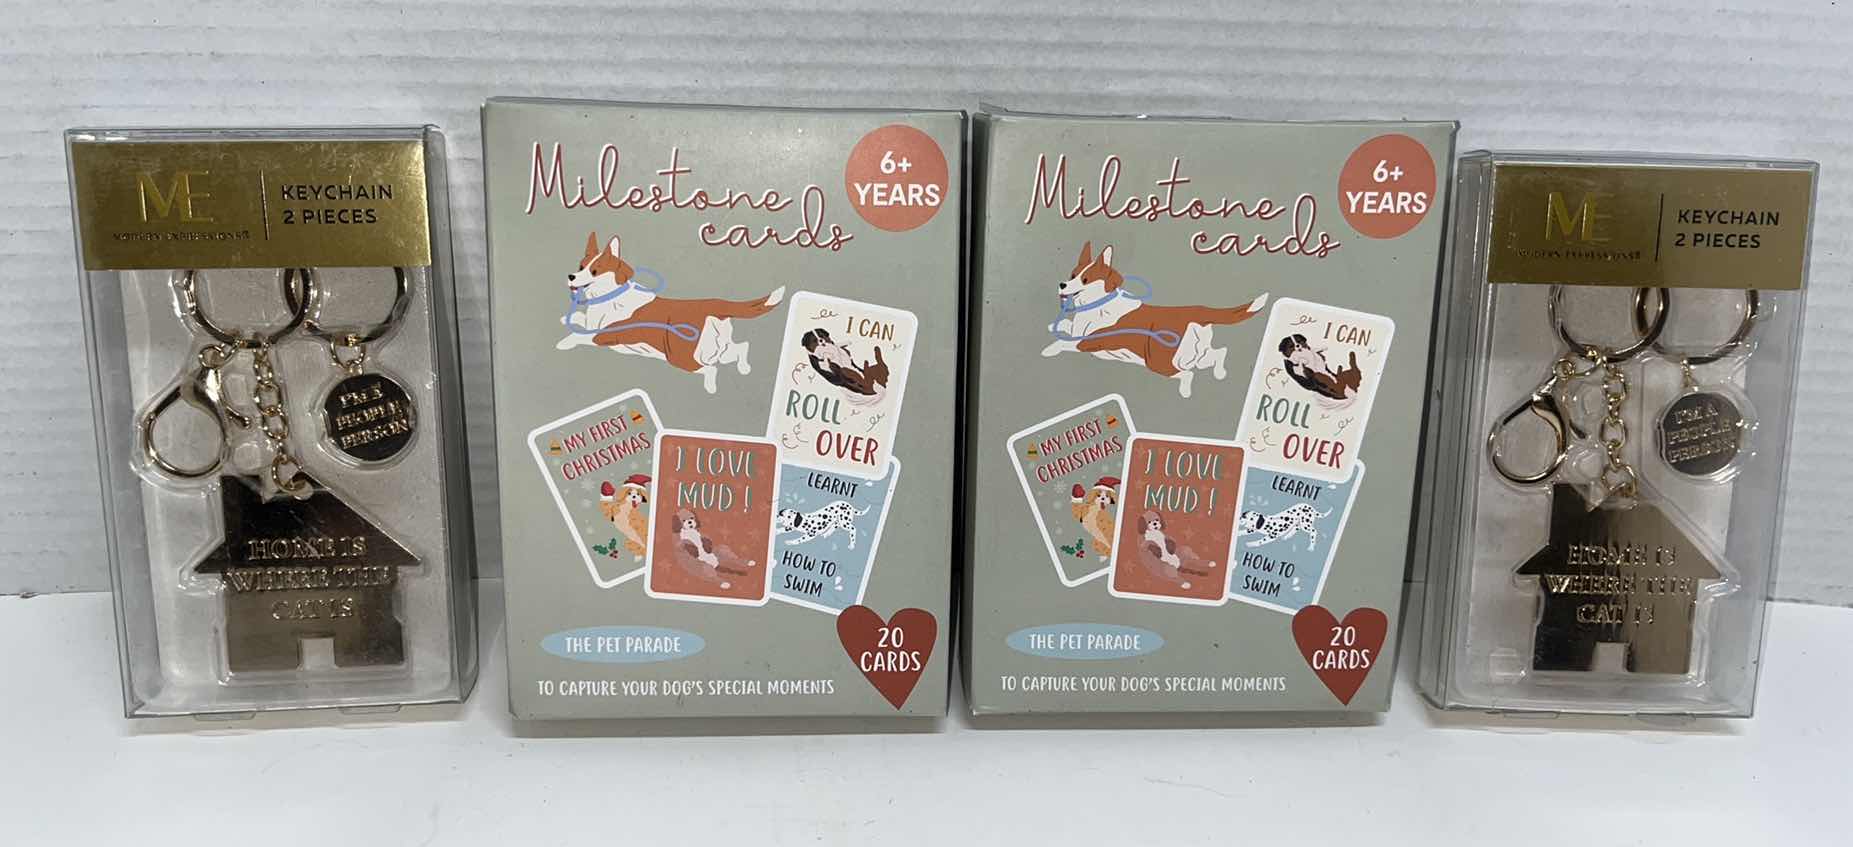 ME
MODERN EXPRESSIONS®
KEYCHAIN
2 PIECES
I'M A
PEOPLE
PERSON
HOME IS
WHERE THE
CAT IS
Milestone
cards
6+
YEARS
I CAN
ROLL
OVER
MY FIRST
CHRISTMAS
I LOVE
MUD!
LEARNT
HOW TO
SWIM
THE PET PARADE
20
CARDS
TO CAPTURE YOUR DOG'S SPECIAL MOMENTS
Milestone
cards
6+
YEARS
I CAN
ROLL
OVER
MY FIRST
CHRISTMAS
I LOVE
MUD!
LEARNT
HOW TO
SWIM
THE PET PARADE
20
CARDS
TO CAPTURE YOUR DOG'S SPECIAL MOMENTS
ME
MODERN EXPRESSIONS®
KEYCHAIN
2 PIECES
I'M A
PEOPLE
PERSON
HOME IS
WHERE THE
CAT IS